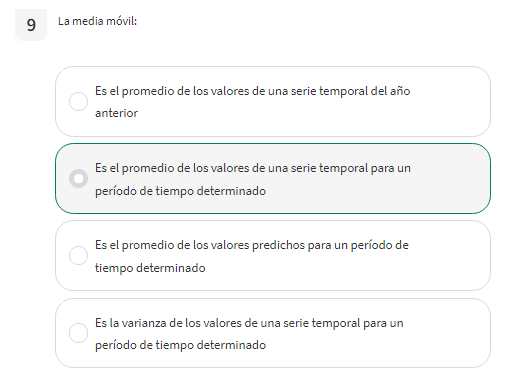 9
La media móvil:
Es el promedio de los valores de una serie temporal del año
anterior
Es el promedio de los valores de una serie temporal para un
período de tiempo determinado
Es el promedio de los valores predichos para un período de
tiempo determinado
Es la varianza de los valores de una serie temporal para un
período de tiempo determinado